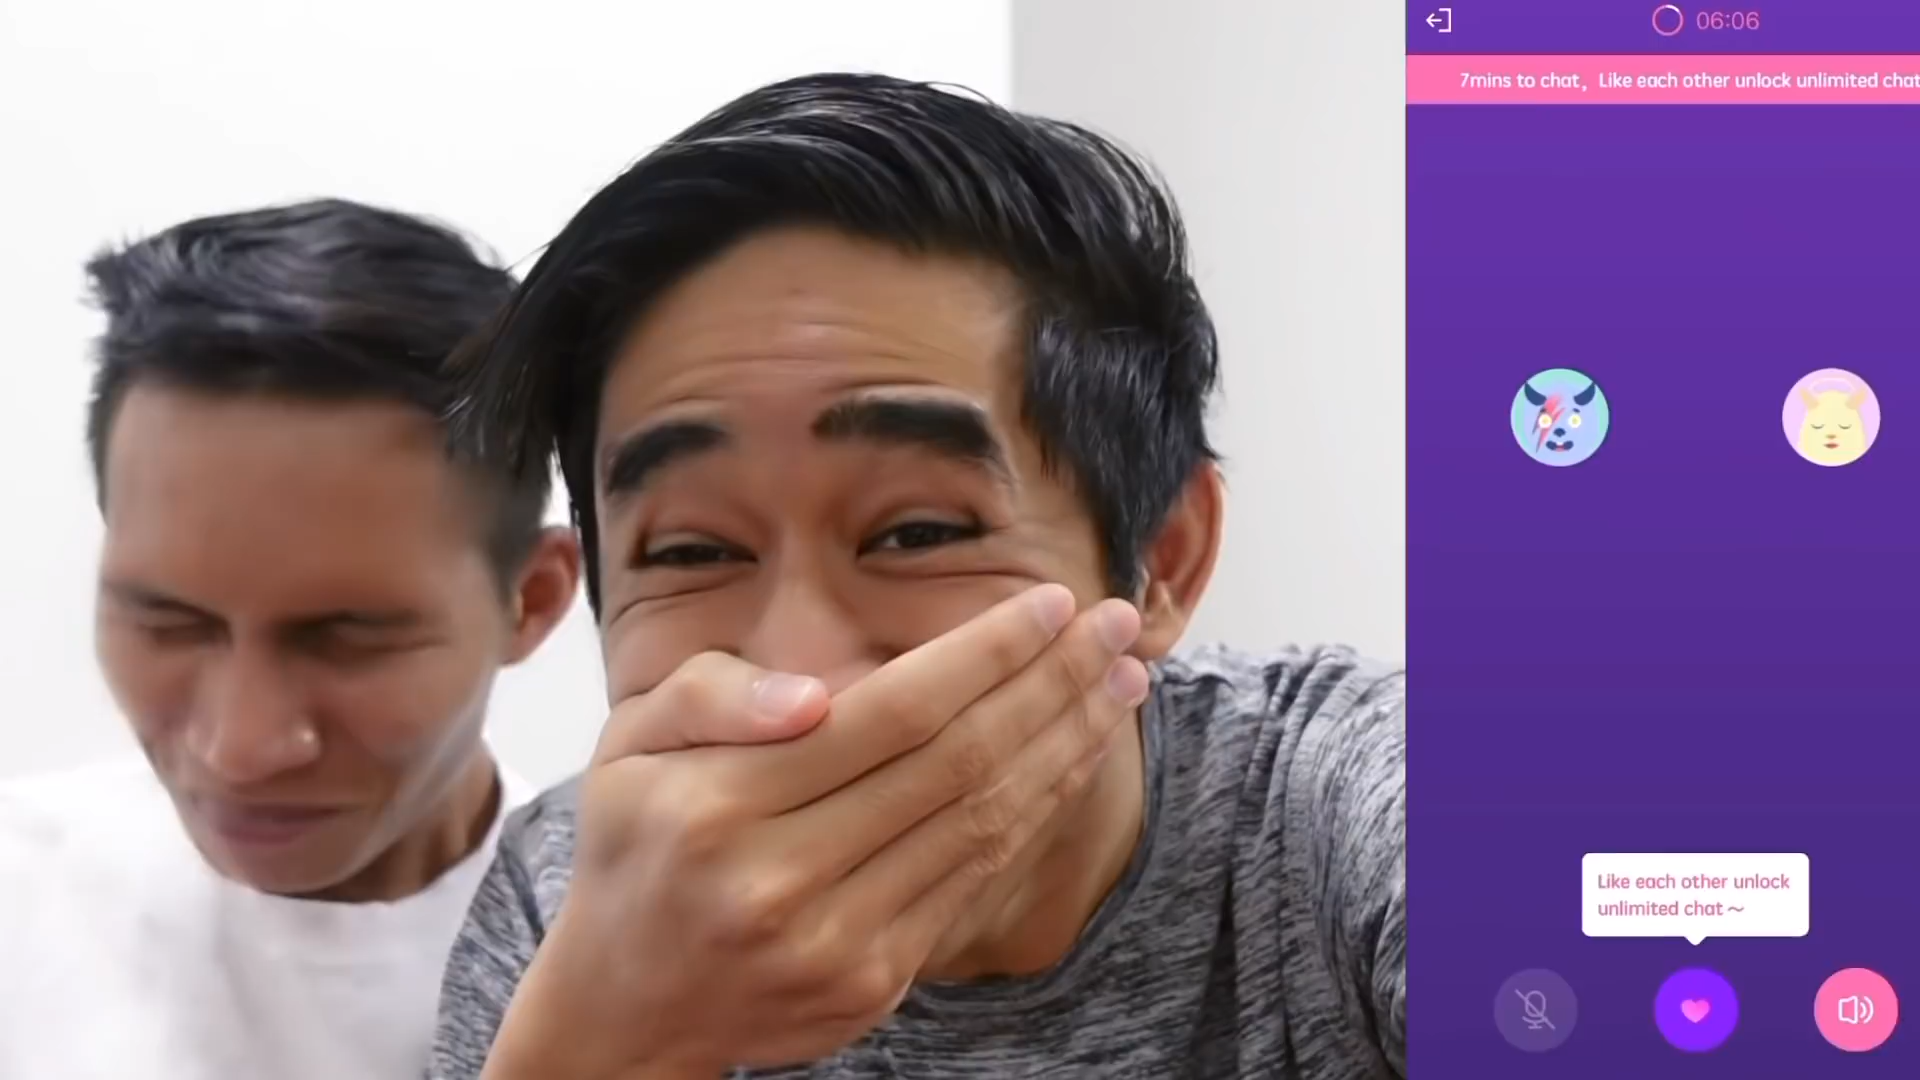 06:06
7mins to chat, Like each other unlock unlimited chat
Like each other unlock
unlimited chat～